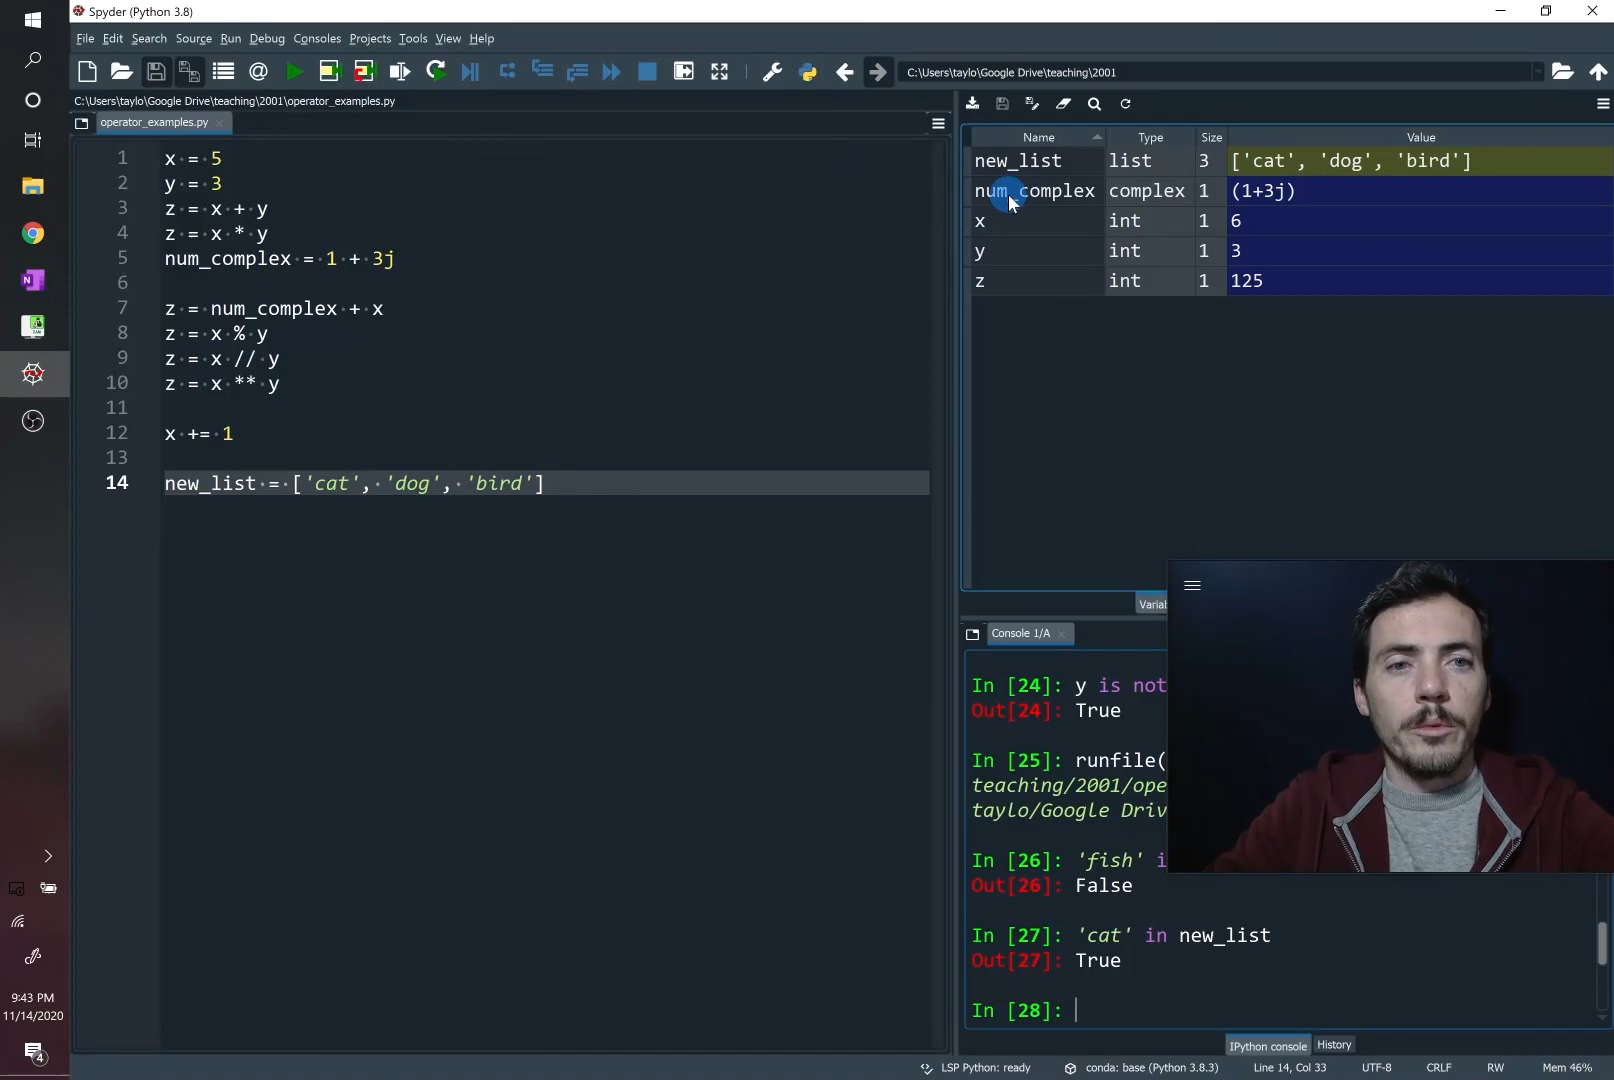 Spyder (Python 3.8)
File Edit Search Source Run Debug Consoles Projects Tools View Help
C:\Users\taylo\Google Drive\teaching\2001
C:\Users\taylo\Google Drive\teaching\2001\operator_examples.py
operator_examples.py
1 x = 5
2 y = 3
3 z = x + y
4 z = x * y
5 num_complex = 1 + 3j
6
7 z = num_complex + x
8 z = x % y
9 z = x // y
10 z = x ** y
11
12 x += 1
13
14 new_list = ['cat', 'dog', 'bird']
Name Type Size Value
new_list list 3 ['cat', 'dog', 'bird']
num_complex complex 1 (1+3j)
x int 1 6
y int 1 3
z int 1 125
Variab
Console 1/A
In [24]: y is not
Out[24]: True
In [25]: runfile(
teaching/2001/ope
taylo/Google Driv
In [26]: 'fish' i
Out[26]: False
In [27]: 'cat' in new_list
Out[27]: True
In [28]:
IPython console History
9:43 PM
11/14/2020
4
LSP Python: ready conda: base (Python 3.8.3) Line 14, Col 33 UTF-8 CRLF RW Mem 46%